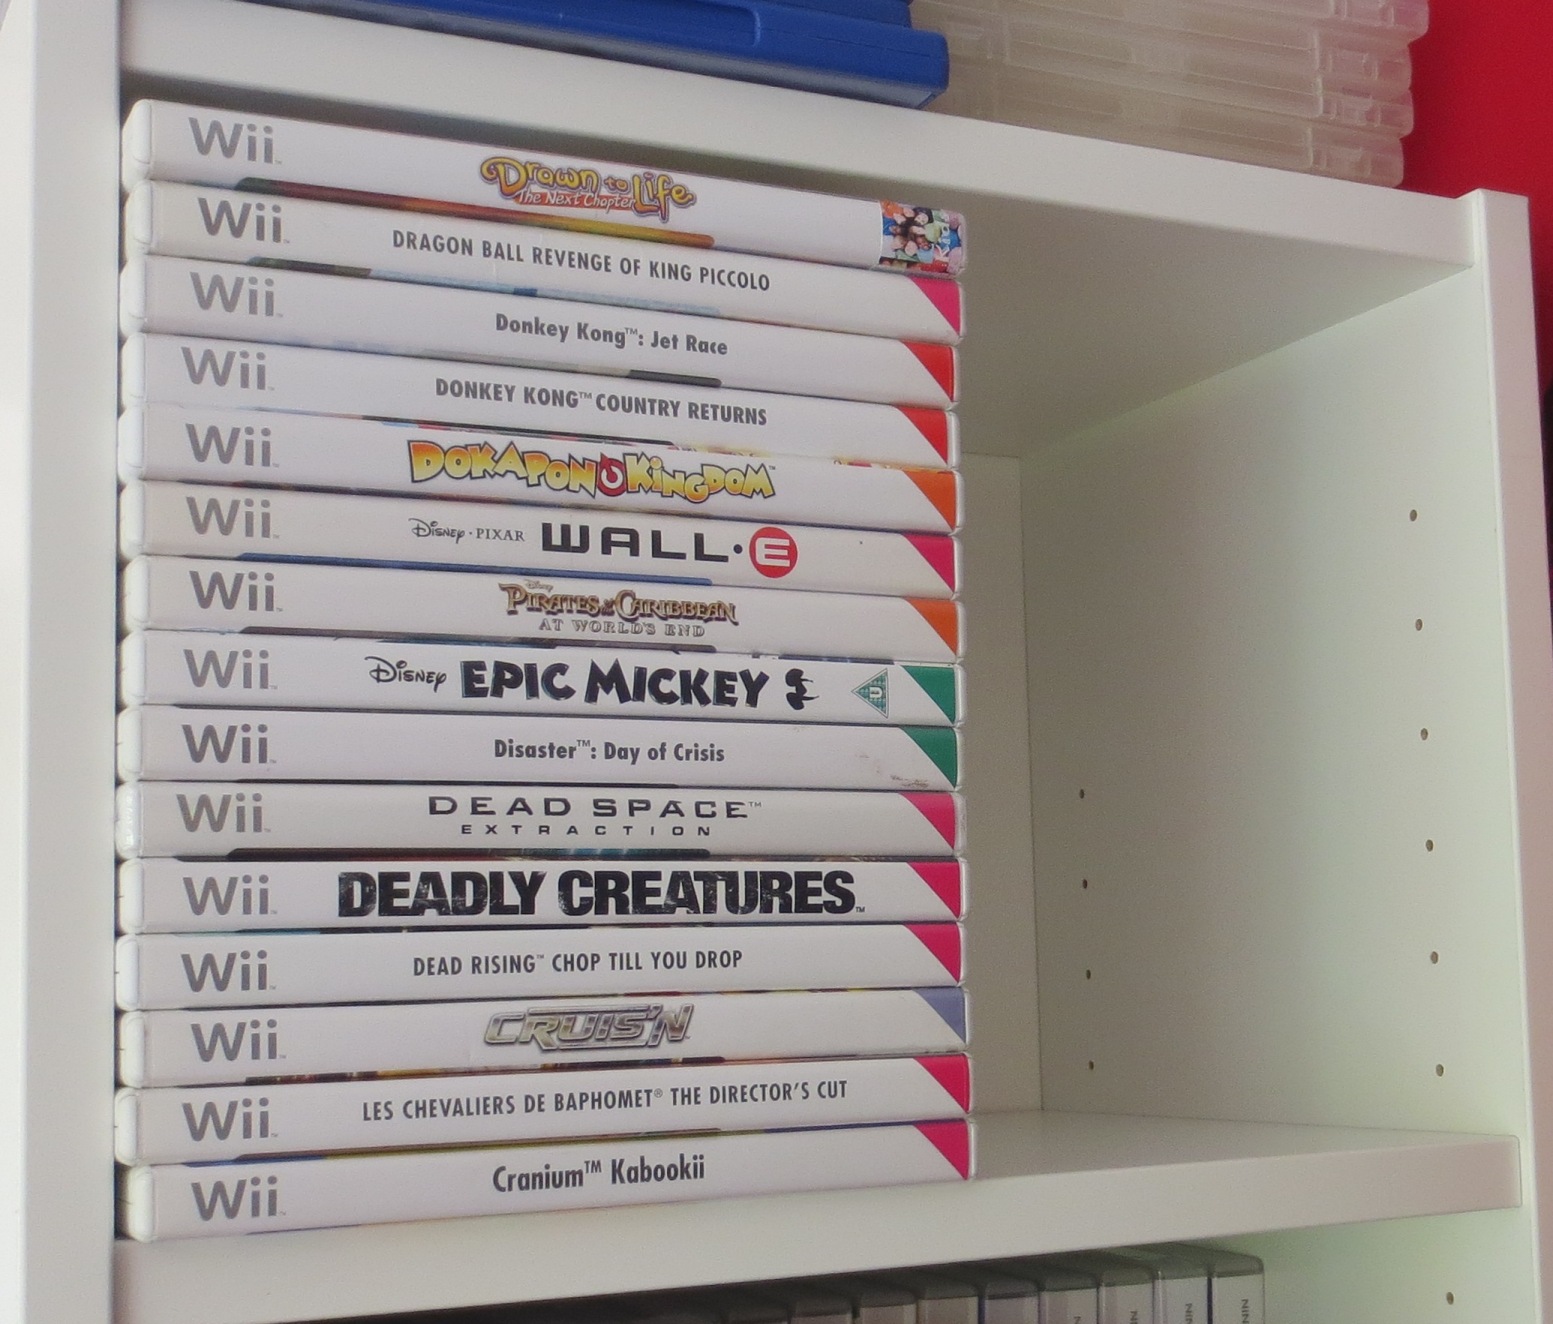 Wii
Drawn to Life
The Next Chapter
Wii
DRAGON BALL REVENGE OF KING PICCOLO
Wii
Donkey Kong™: Jet Race
Wii
DONKEY KONG™ COUNTRY RETURNS
Wii
DOKAPON KINGDOM™
Wii
Disney · PIXAR WALL·E
Wii
Disney
PIRATES of the CARIBBEAN
AT WORLD'S END
Wii
Disney EPIC MICKEY U
Wii
Disaster™: Day of Crisis
Wii
DEAD SPACE™
EXTRACTION
Wii
DEADLY CREATURES™
Wii
DEAD RISING™ CHOP TILL YOU DROP
Wii
CRUIS'N
Wii
LES CHEVALIERS DE BAPHOMET® THE DIRECTOR'S CUT
Wii
Cranium™ Kabookii